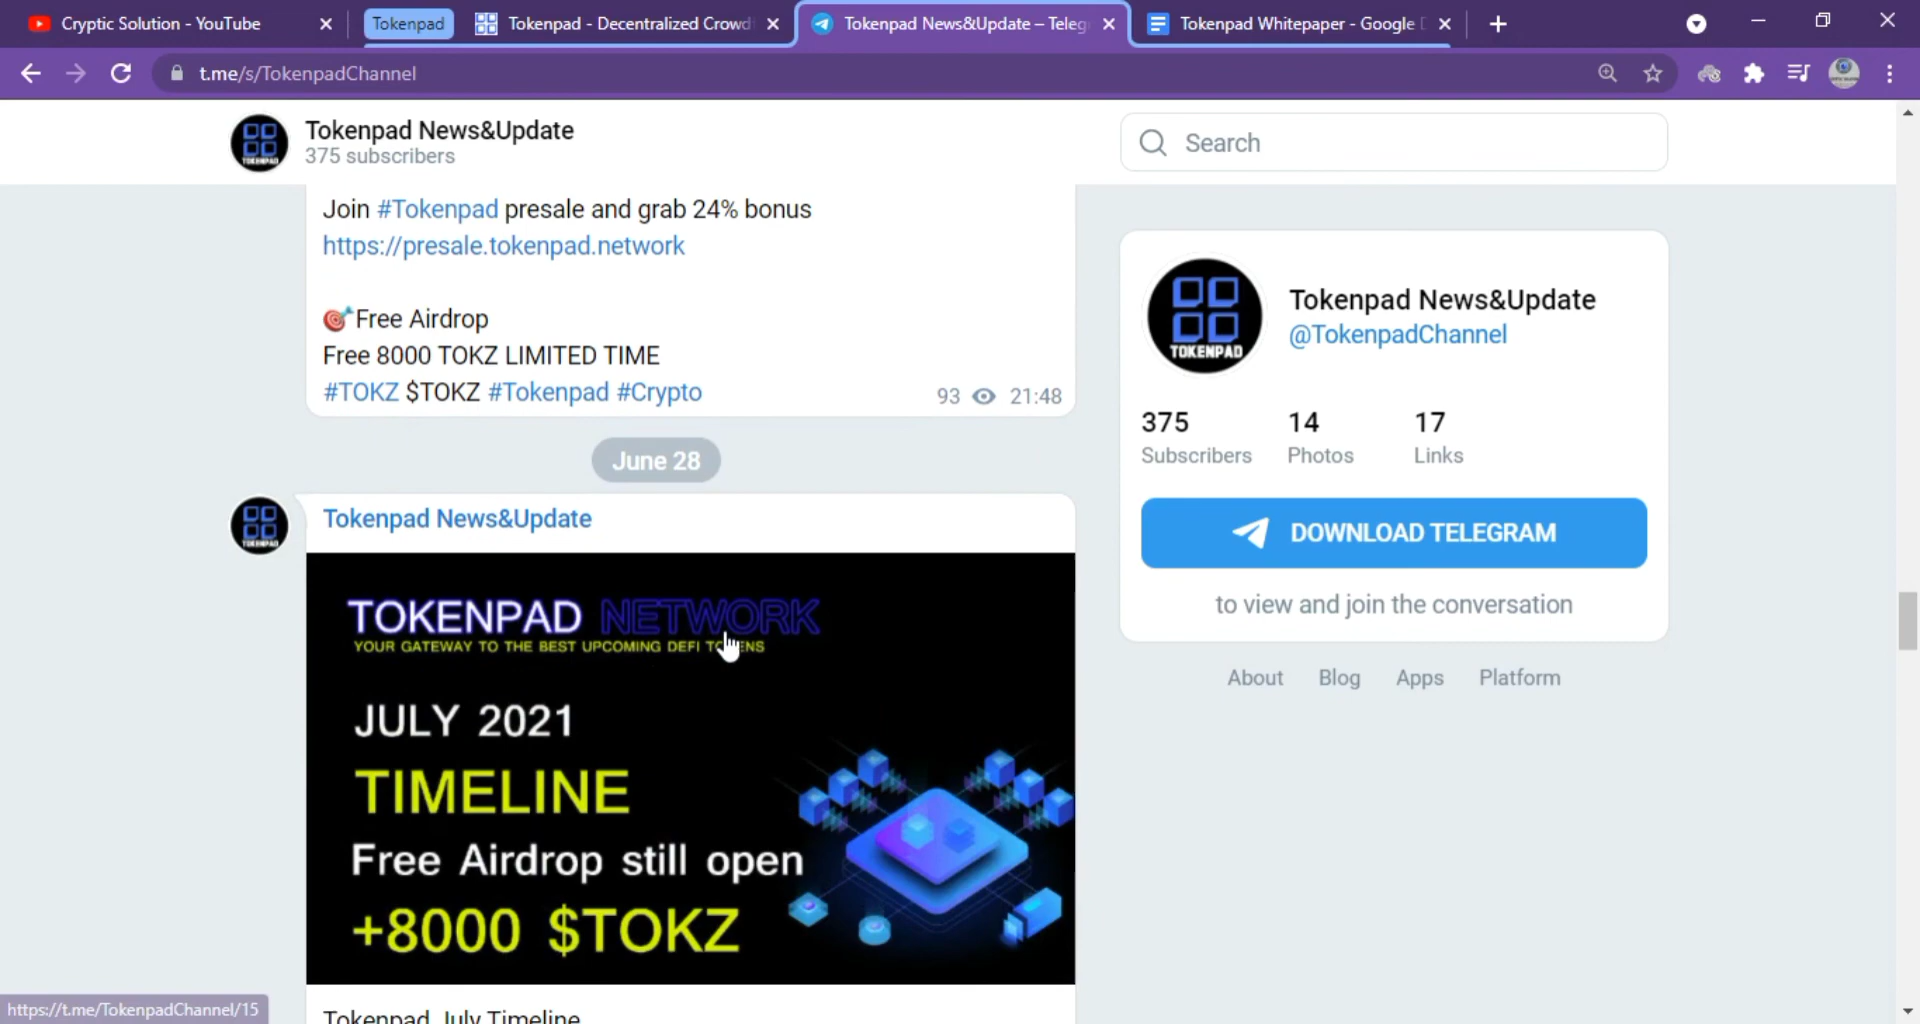 Cryptic Solution - YouTube
Tokenpad
Tokenpad - Decentralized Crowd
Tokenpad News&Update – Teleg
Tokenpad Whitepaper - Google D
t.me/s/TokenpadChannel
TOKENPAD
Tokenpad News&Update
375 subscribers
Search
Join #Tokenpad presale and grab 24% bonus
https://presale.tokenpad.network
Free Airdrop
Free 8000 TOKZ LIMITED TIME
#TOKZ $TOKZ #Tokenpad #Crypto
93 21:48
June 28
TOKENPAD
Tokenpad News&Update
TOKENPAD NETWORK
YOUR GATEWAY TO THE BEST UPCOMING DEFI TOKENS
JULY 2021
TIMELINE
Free Airdrop still open
+8000 $TOKZ
Tokenpad July Timeline
TOKENPAD
Tokenpad News&Update
@TokenpadChannel
375 14 17
Subscribers Photos Links
DOWNLOAD TELEGRAM
to view and join the conversation
About Blog Apps Platform
https://t.me/TokenpadChannel/15